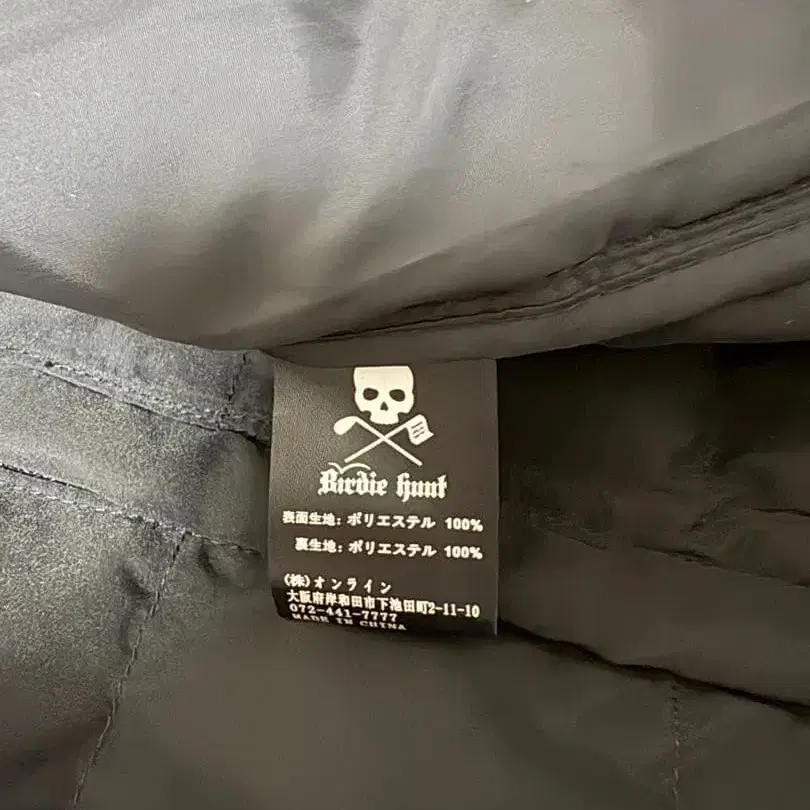 Birdie Hunt
表面生地: ポリエステル 100%
裏生地: ポリエステル 100%
(株)オンライン
大阪府岸和田市下池田町2-11-10
072-441-7777
MADE IN CHINA